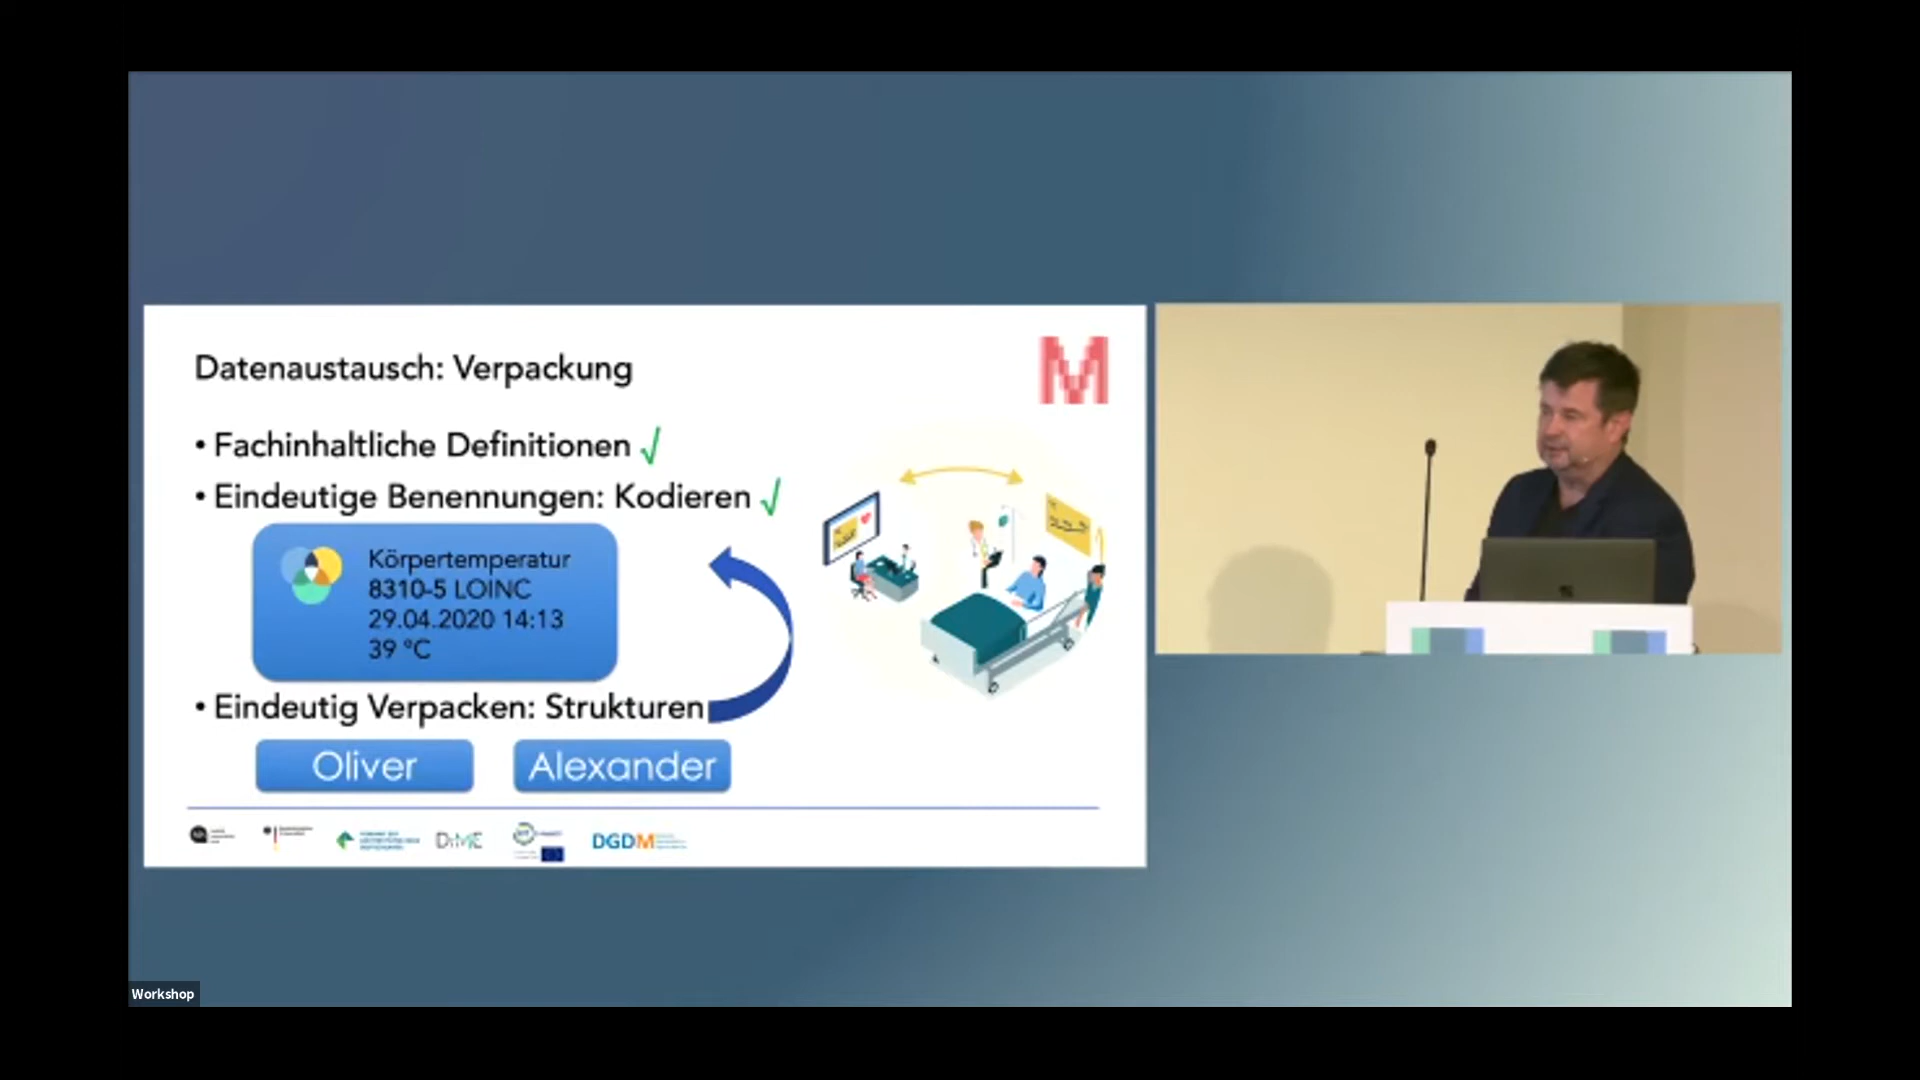 Datenaustausch: Verpackung
M
• Fachinhaltliche Definitionen √
• Eindeutige Benennungen: Kodieren √
Körpertemperatur
8310-5 LOINC
29.04.2020 14:13
39 °C
• Eindeutig Verpacken: Strukturen
Oliver
Alexander
DIME
DGDM
Workshop